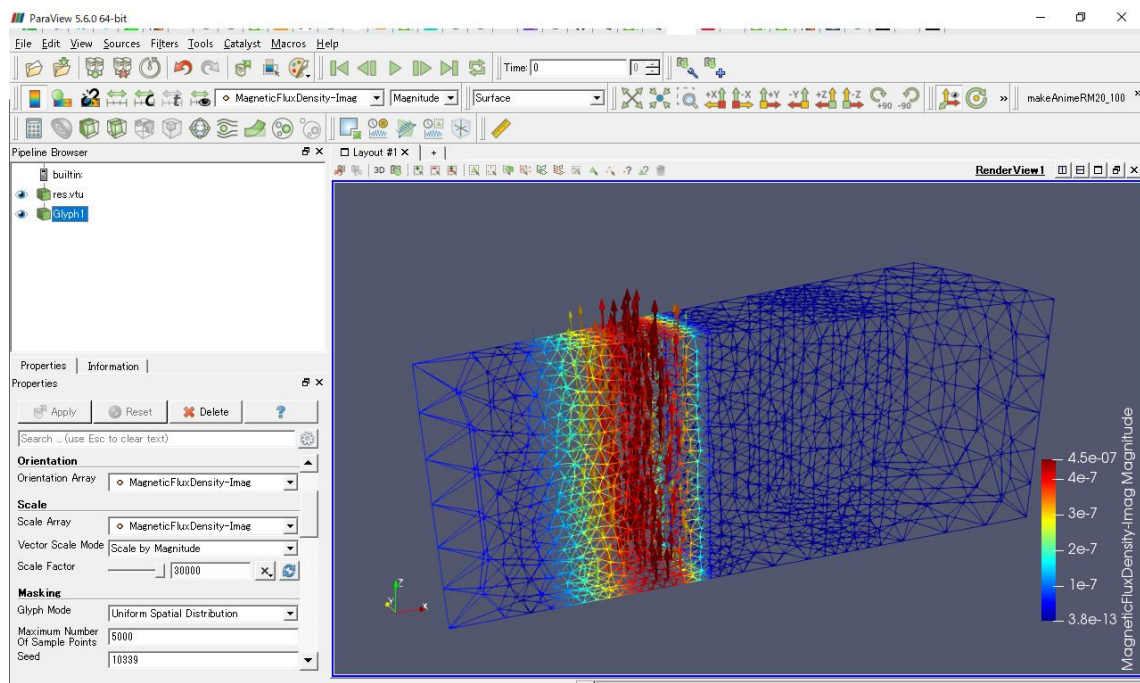 ParaView 5.6.0 64-bit
File Edit View Sources Filters Tools Catalyst Macros Help
Time: 0 0
MagneticFluxDensity-Imag Magnitude Surface +X -X +Y -Y +Z -Z +90 -90 » makeAnimeRM20_100 »
Pipeline Browser
builtin:
res.vtu
Glyph1
Layout #1 × +
3D RenderView1
Properties Information
Properties
Apply Reset Delete ?
Search ... (use Esc to clear text)
Orientation
Orientation Array MagneticFluxDensity-Imag
Scale
Scale Array MagneticFluxDensity-Imag
Vector Scale Mode Scale by Magnitude
Scale Factor 30000
Masking
Glyph Mode Uniform Spatial Distribution
Maximum Number
Of Sample Points 5000
Seed 10339
Z
Y
X
4.5e-07
4e-7
3e-7
2e-7
1e-7
3.8e-13
MagneticFluxDensity-Imag Magnitude